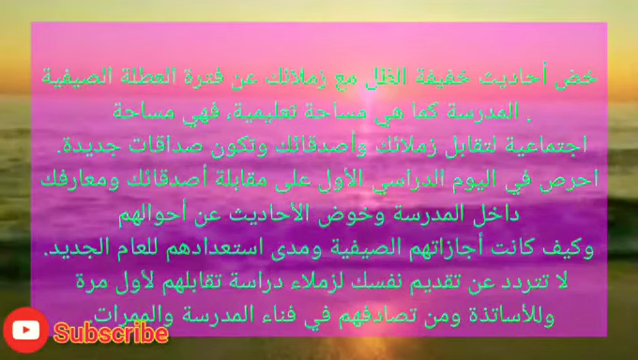 خض أحاديث خفيفة الظل مع زملائك عن فترة العطلة الصيفية
. المدرسة كما هي مساحة تعليمية، فهي مساحة
اجتماعية لتقابل زملائك وأصدقائك وتكون صداقات جديدة.
احرص في اليوم الدراسي الأول على مقابلة أصدقائك ومعارفك
داخل المدرسة وخوض الأحاديث عن أحوالهم
وكيف كانت أجازاتهم الصيفية ومدى استعدادهم للعام الجديد.
لا تتردد عن تقديم نفسك لزملاء دراسة تقابلهم لأول مرة
وللأساتذة ومن تصادفهم في فناء المدرسة والممرات
Subscribe